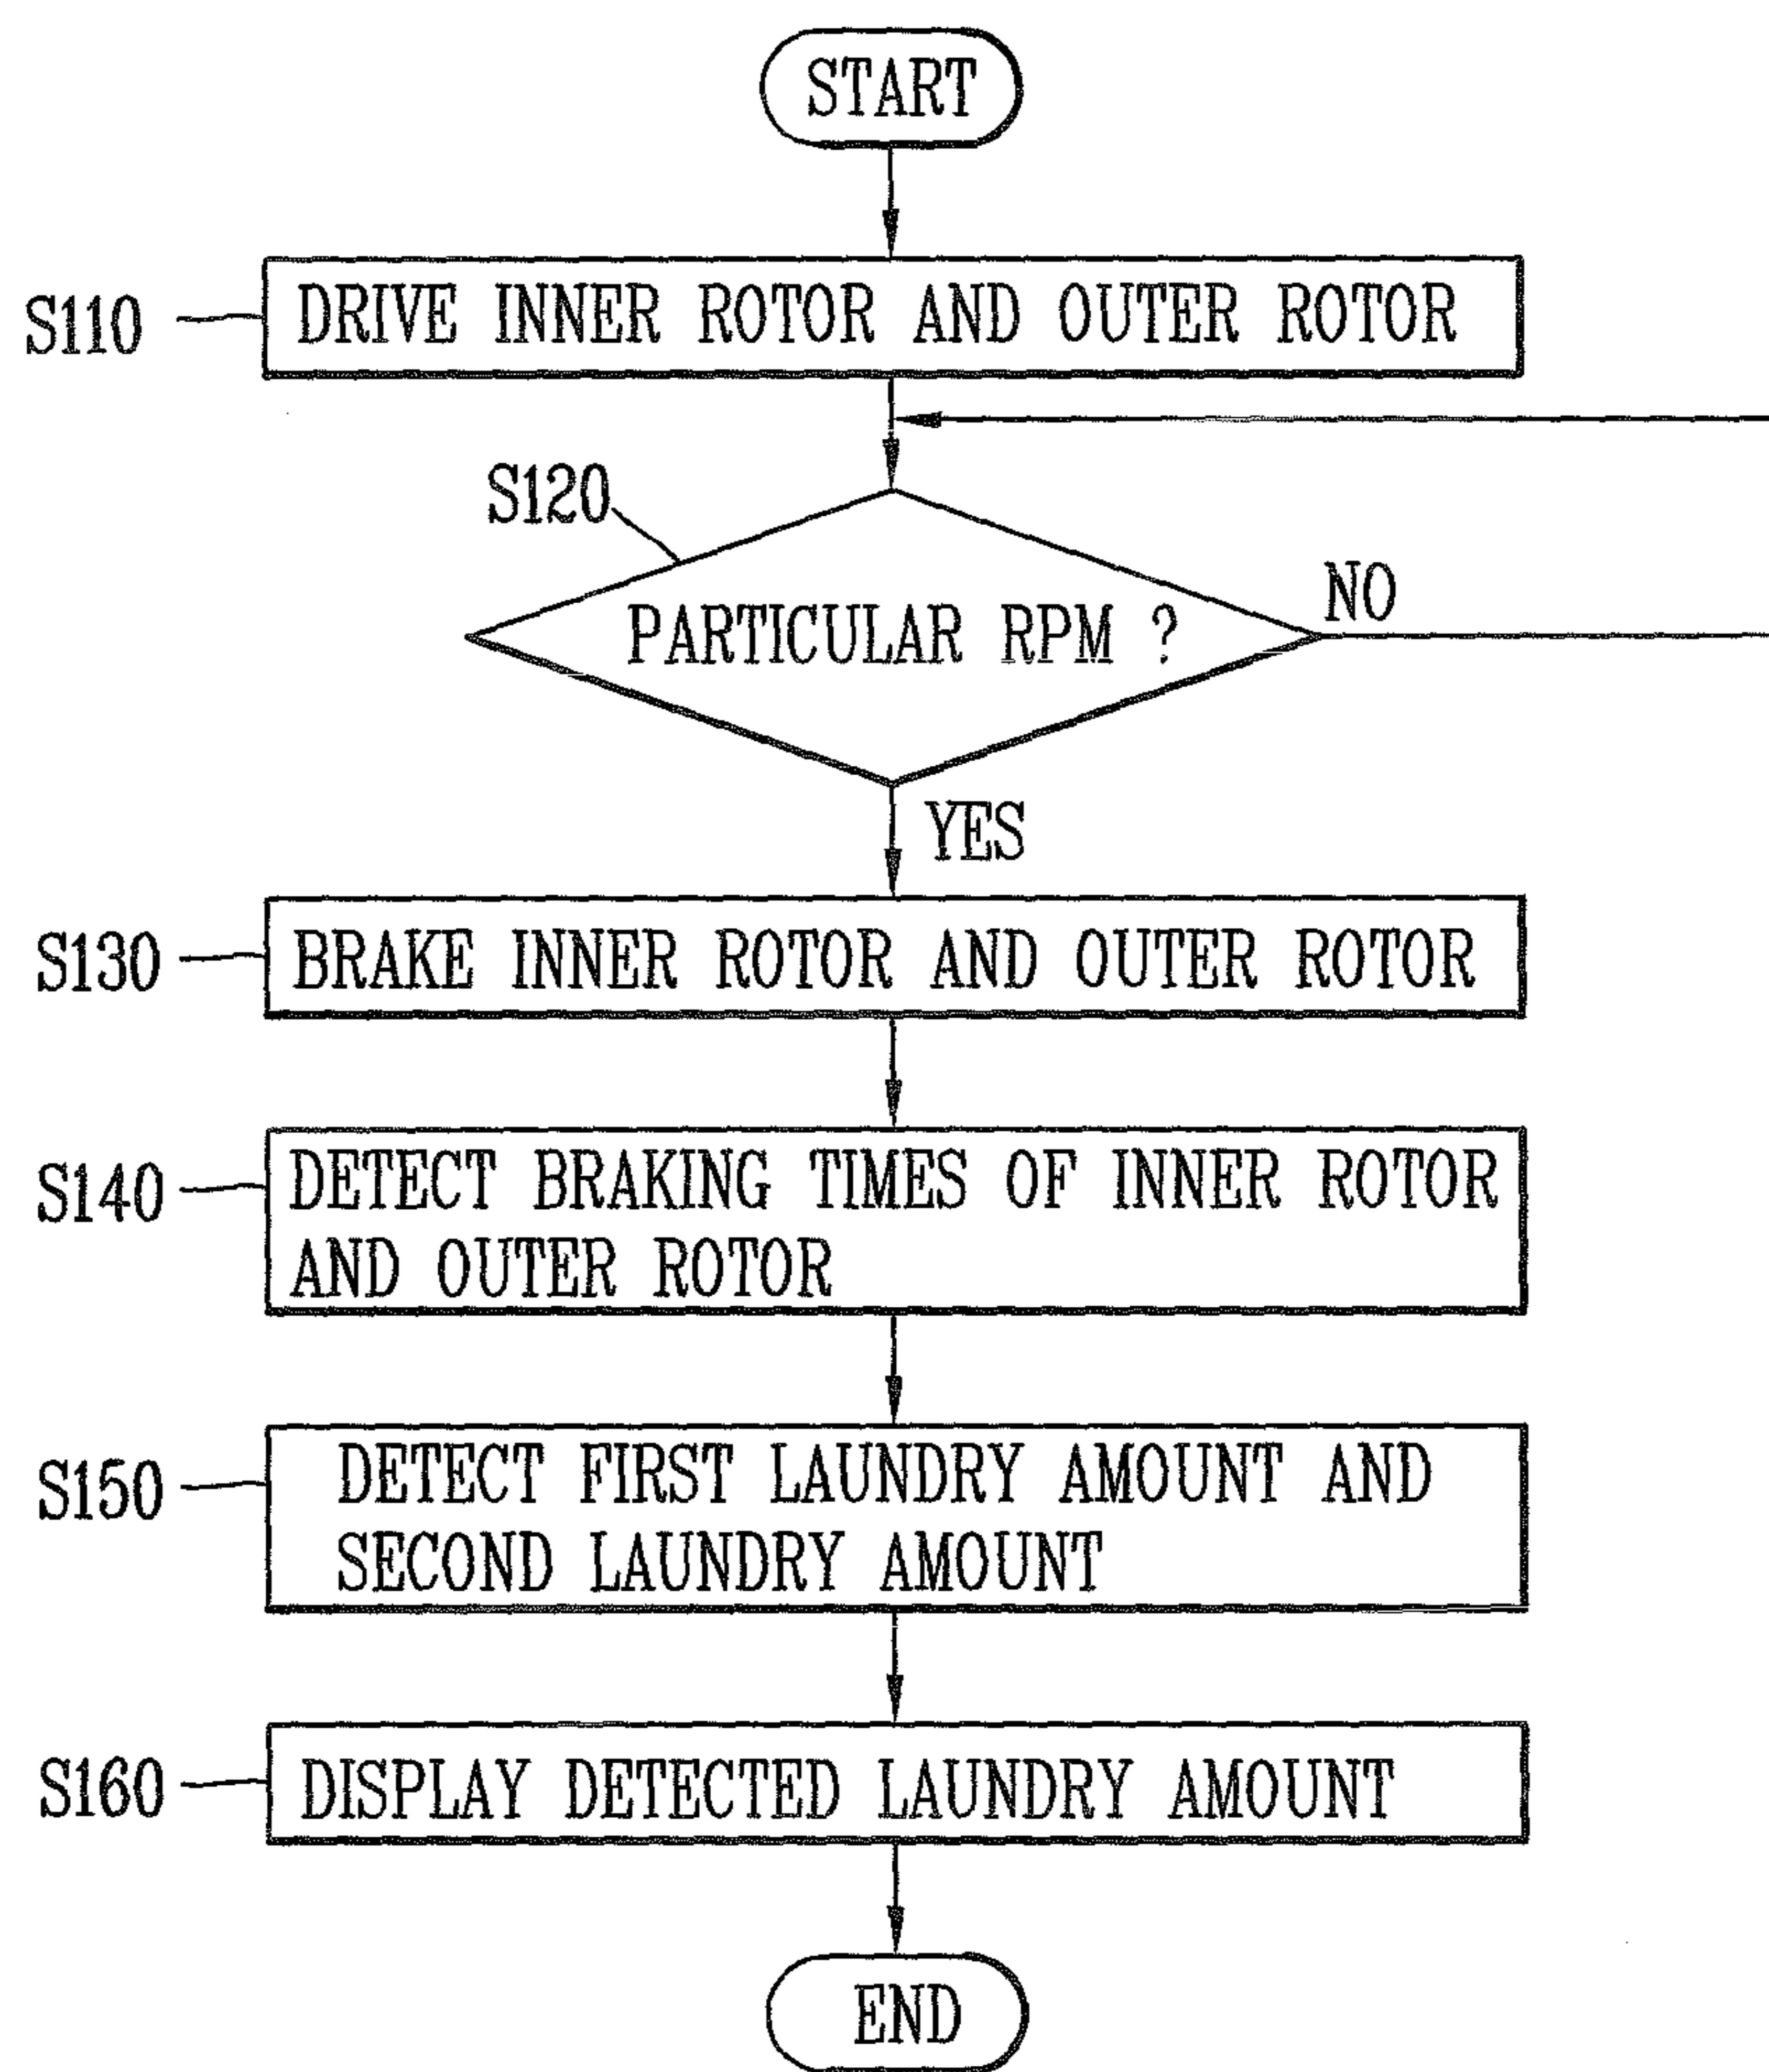 START
S110
DRIVE INNER ROTOR AND OUTER ROTOR
S120
PARTICULAR RPM ?
NO
YES
S130
BRAKE INNER ROTOR AND OUTER ROTOR
S140
DETECT BRAKING TIMES OF INNER ROTOR
AND OUTER ROTOR
S150
DETECT FIRST LAUNDRY AMOUNT AND
SECOND LAUNDRY AMOUNT
S160
DISPLAY DETECTED LAUNDRY AMOUNT
END